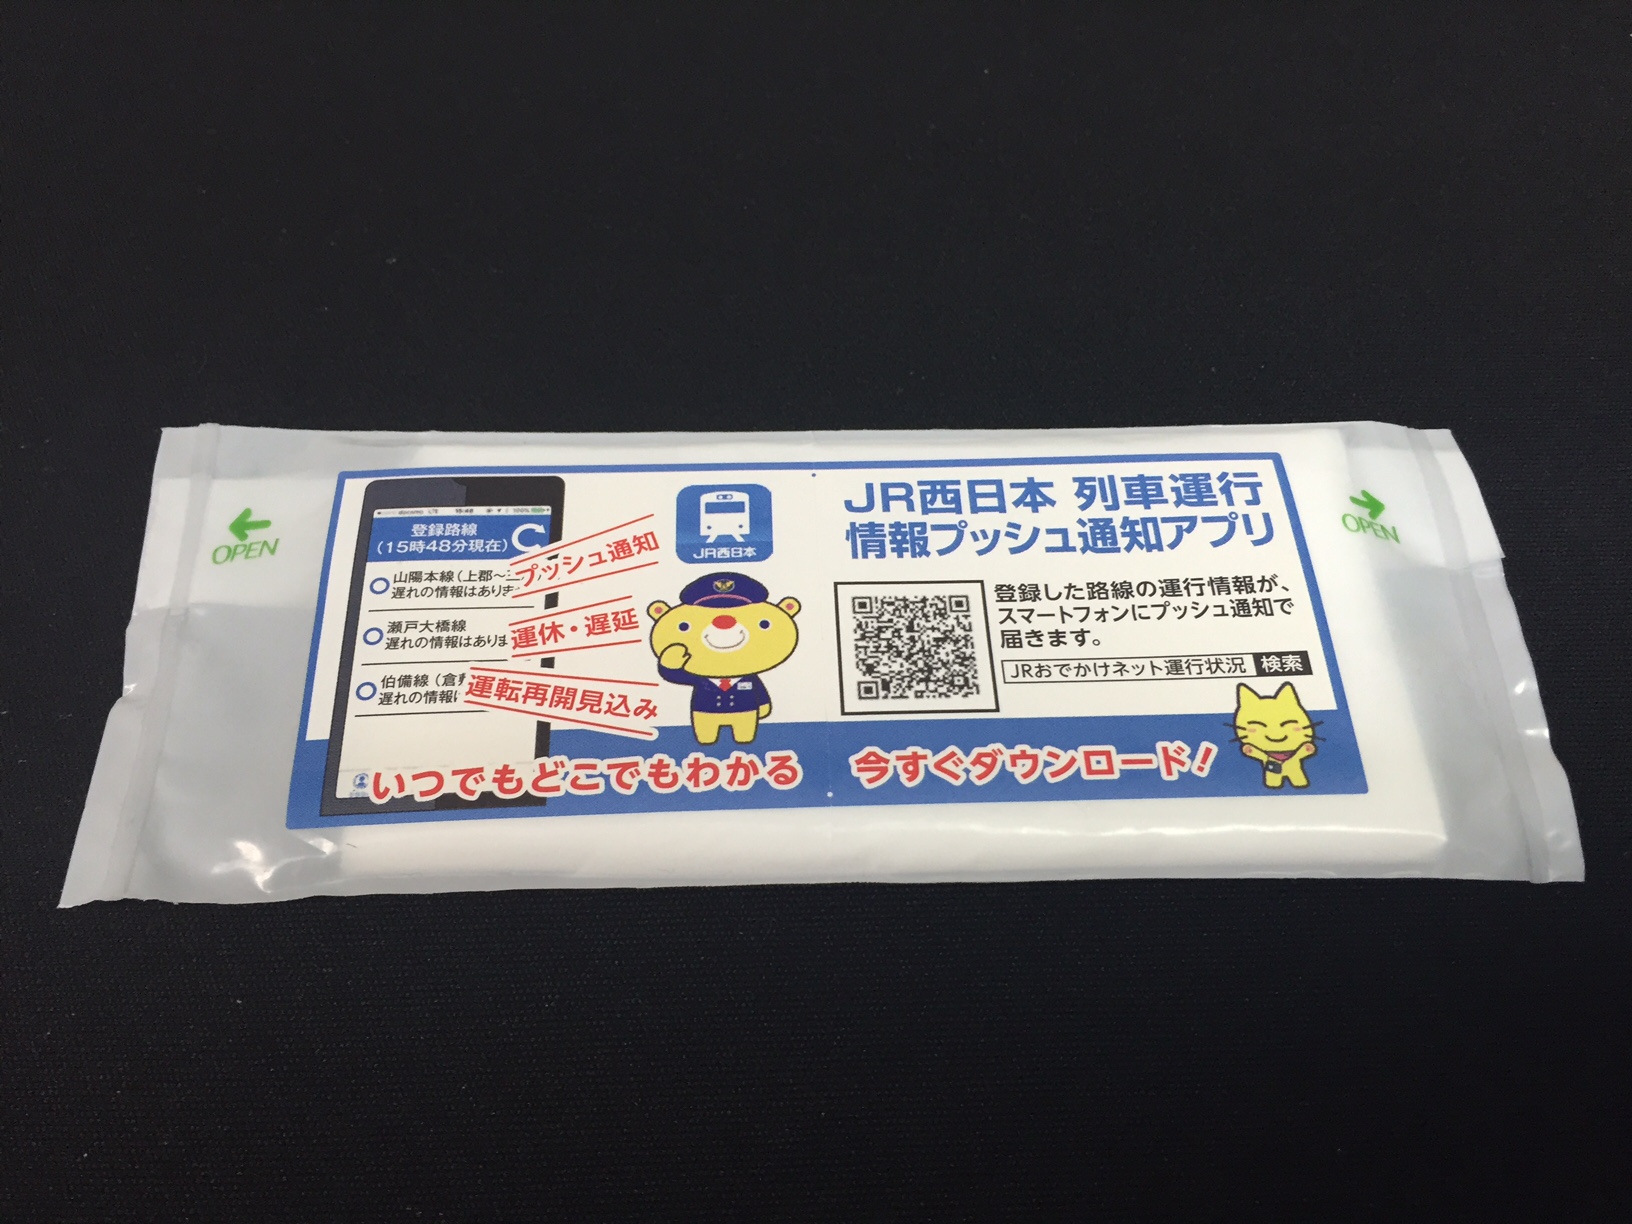 OPEN
docomo LTE 15:48 100%
登録路線
(15時48分現在)
山陽本線(上郡～
遅れの情報はありま
瀬戸大橋線
遅れの情報はありま
伯備線(倉
遅れの情報
プッシュ通知
運休・遅延
運転再開見込み
JR西日本
いつでもどこでもわかる
JR西日本 列車運行
情報プッシュ通知アプリ
登録した路線の運行情報が、
スマートフォンにプッシュ通知で
届きます。
JRおでかけネット運行状況 検索
今すぐダウンロード!
OPEN